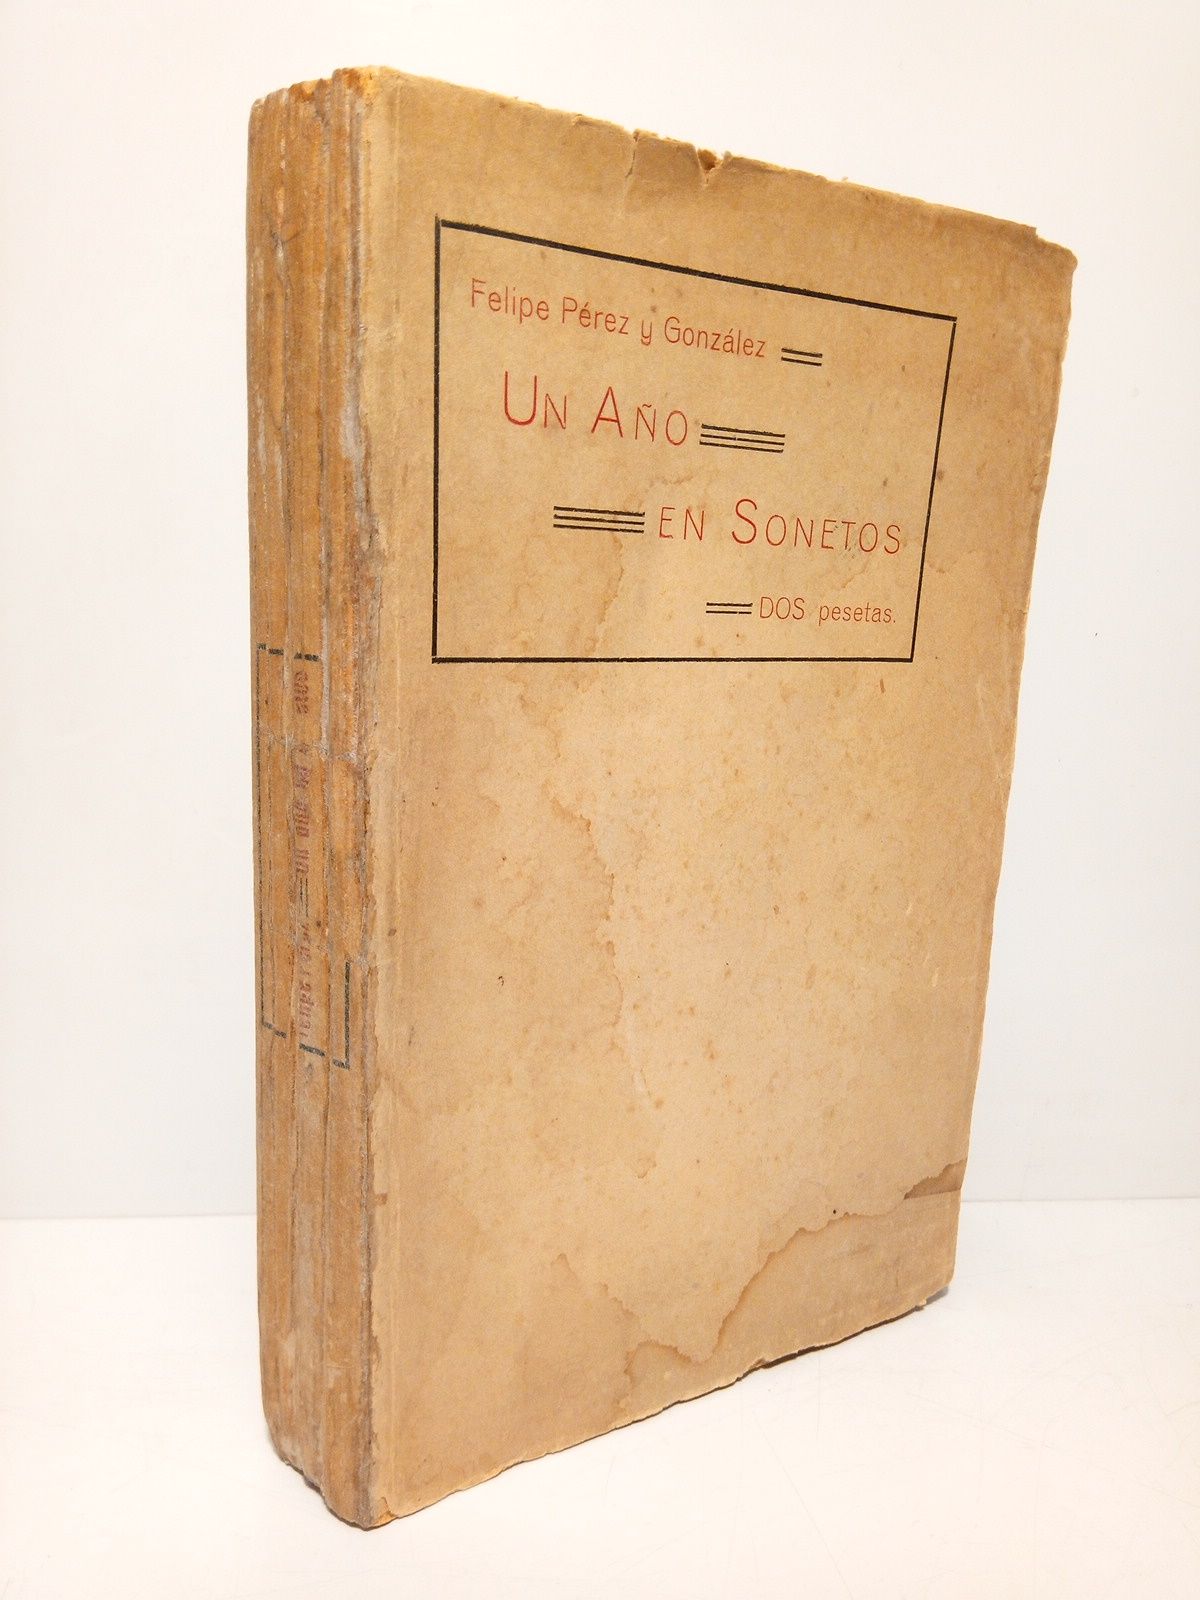 Felipe Pérez y González
UN AÑO
EN SONETOS
DOS pesetas.